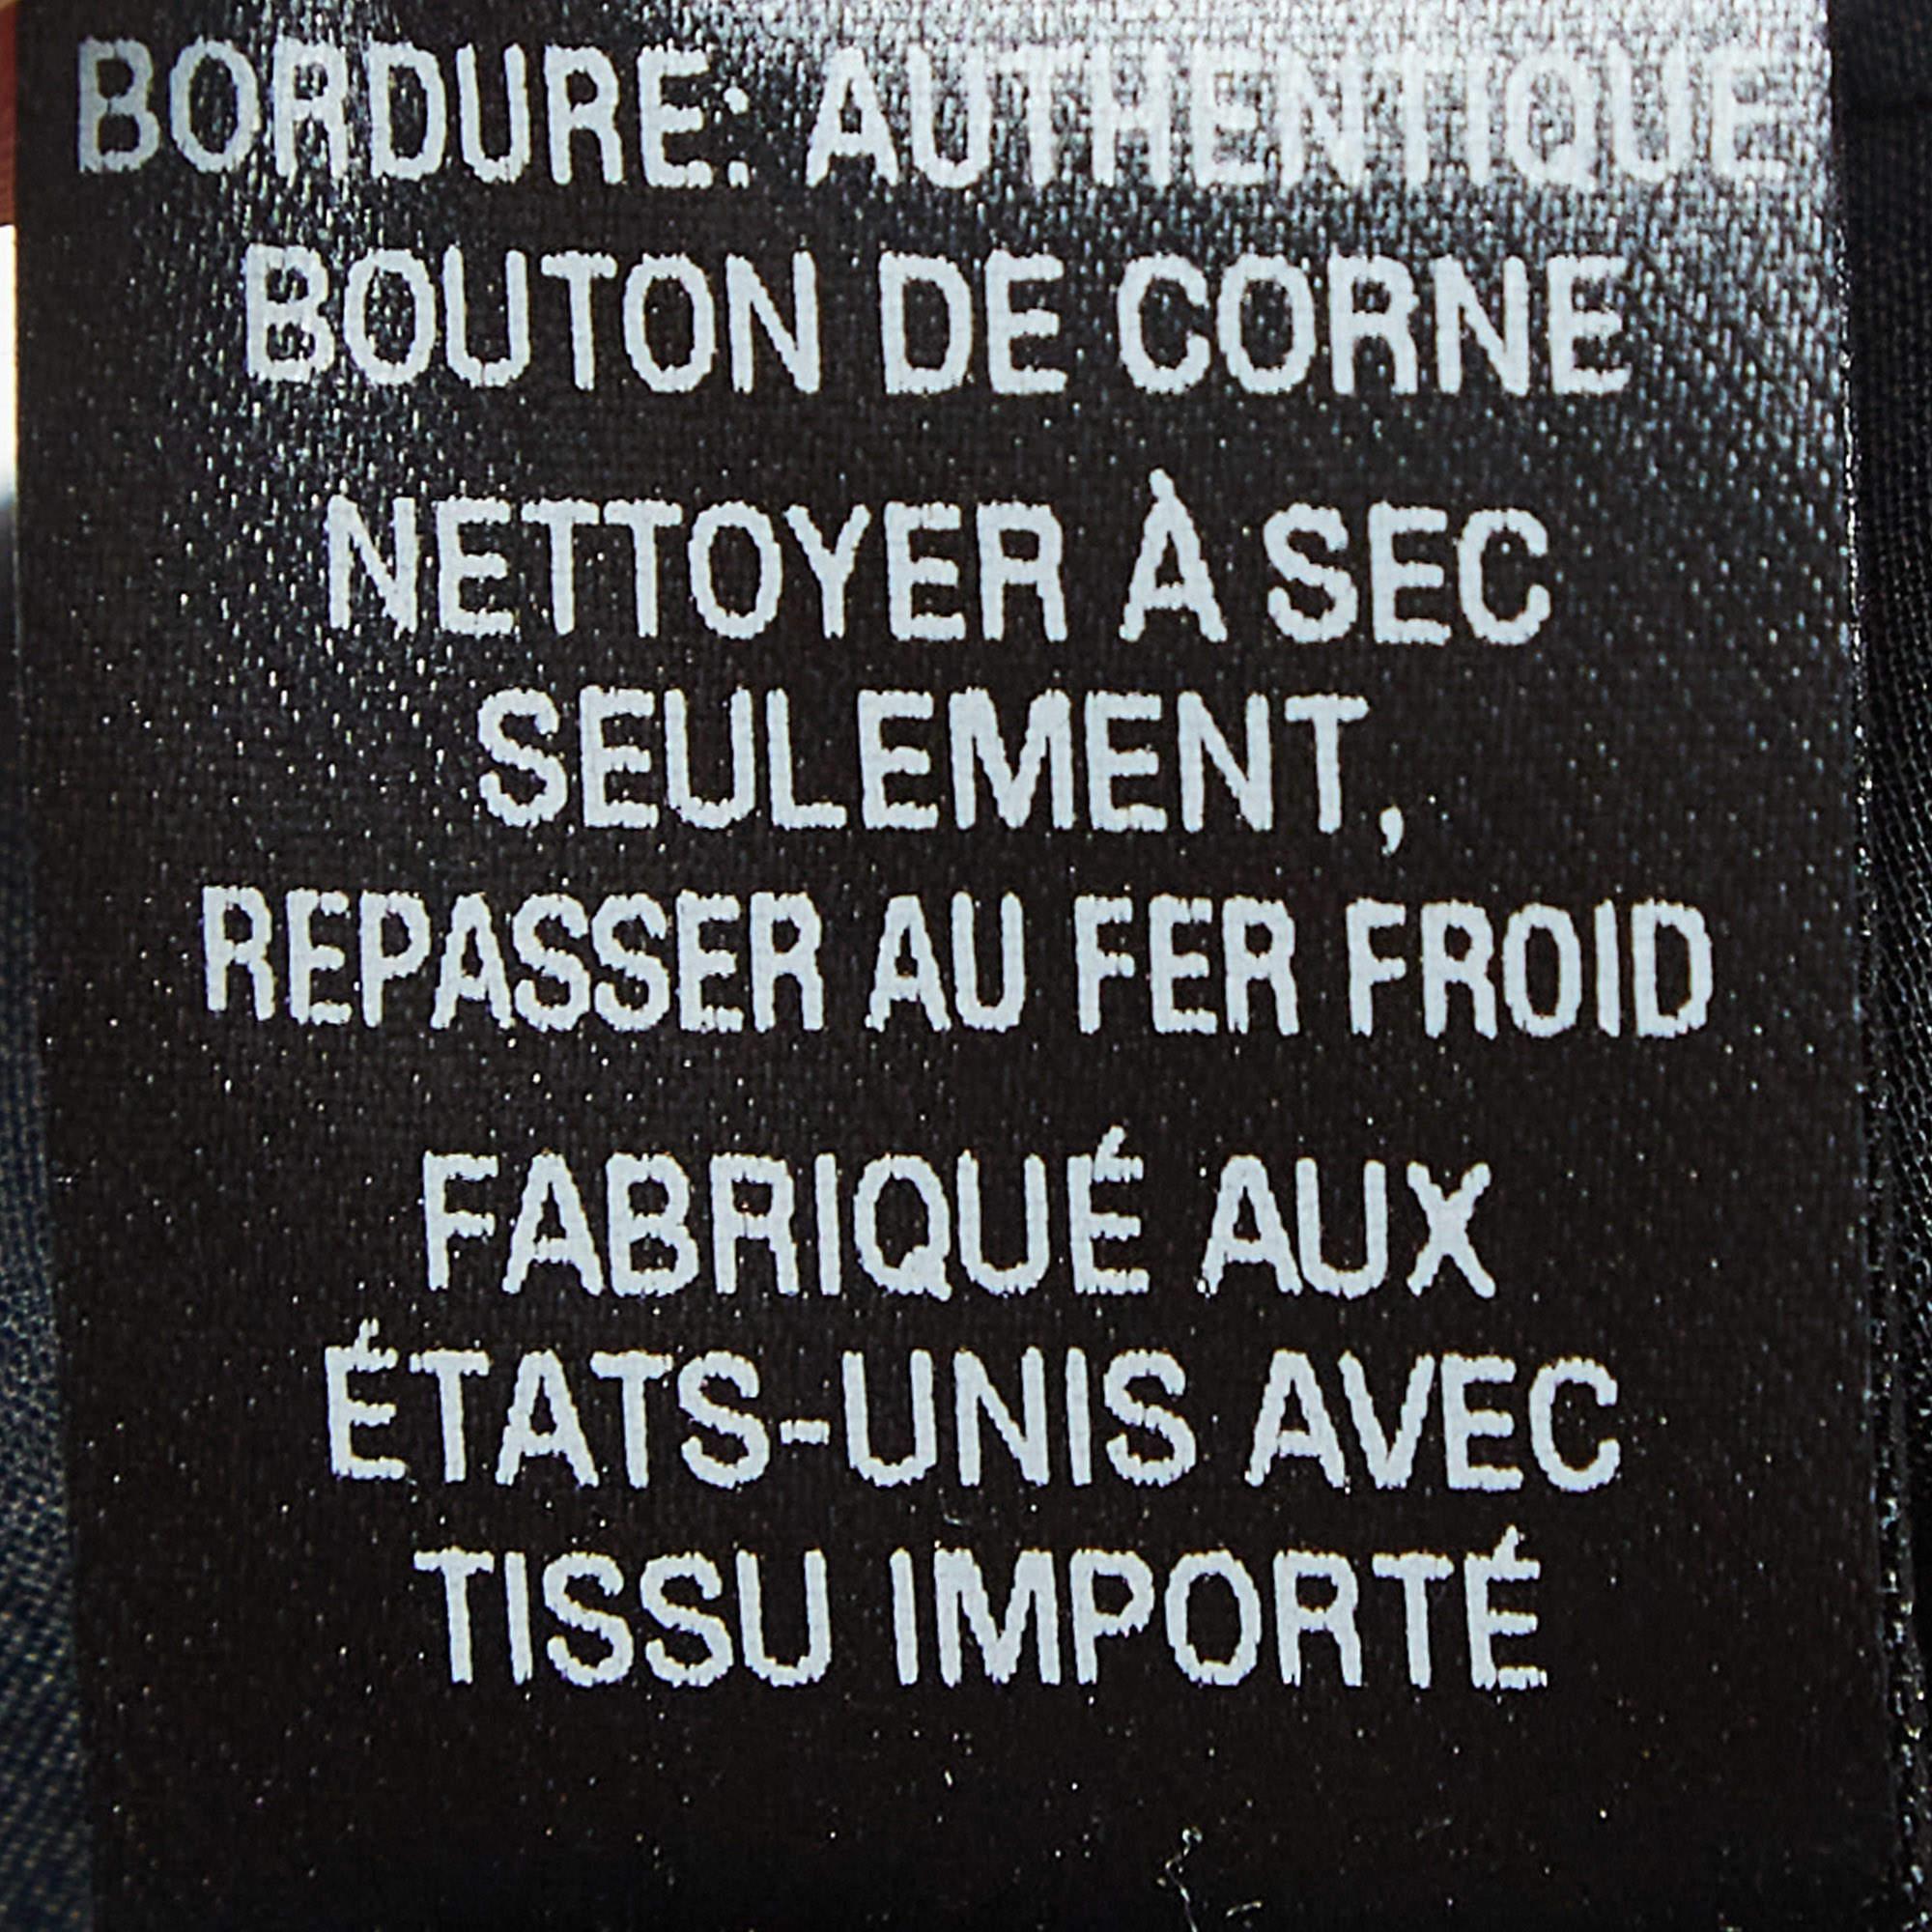 BORDURE: AUTHENTIQUE
BOUTON DE CORNE
NETTOYER À SEC
SEULEMENT,
REPASSER AU FER FROID
FABRIQUÉ AUX
ÉTATS-UNIS AVEC
TISSU IMPORTÉ